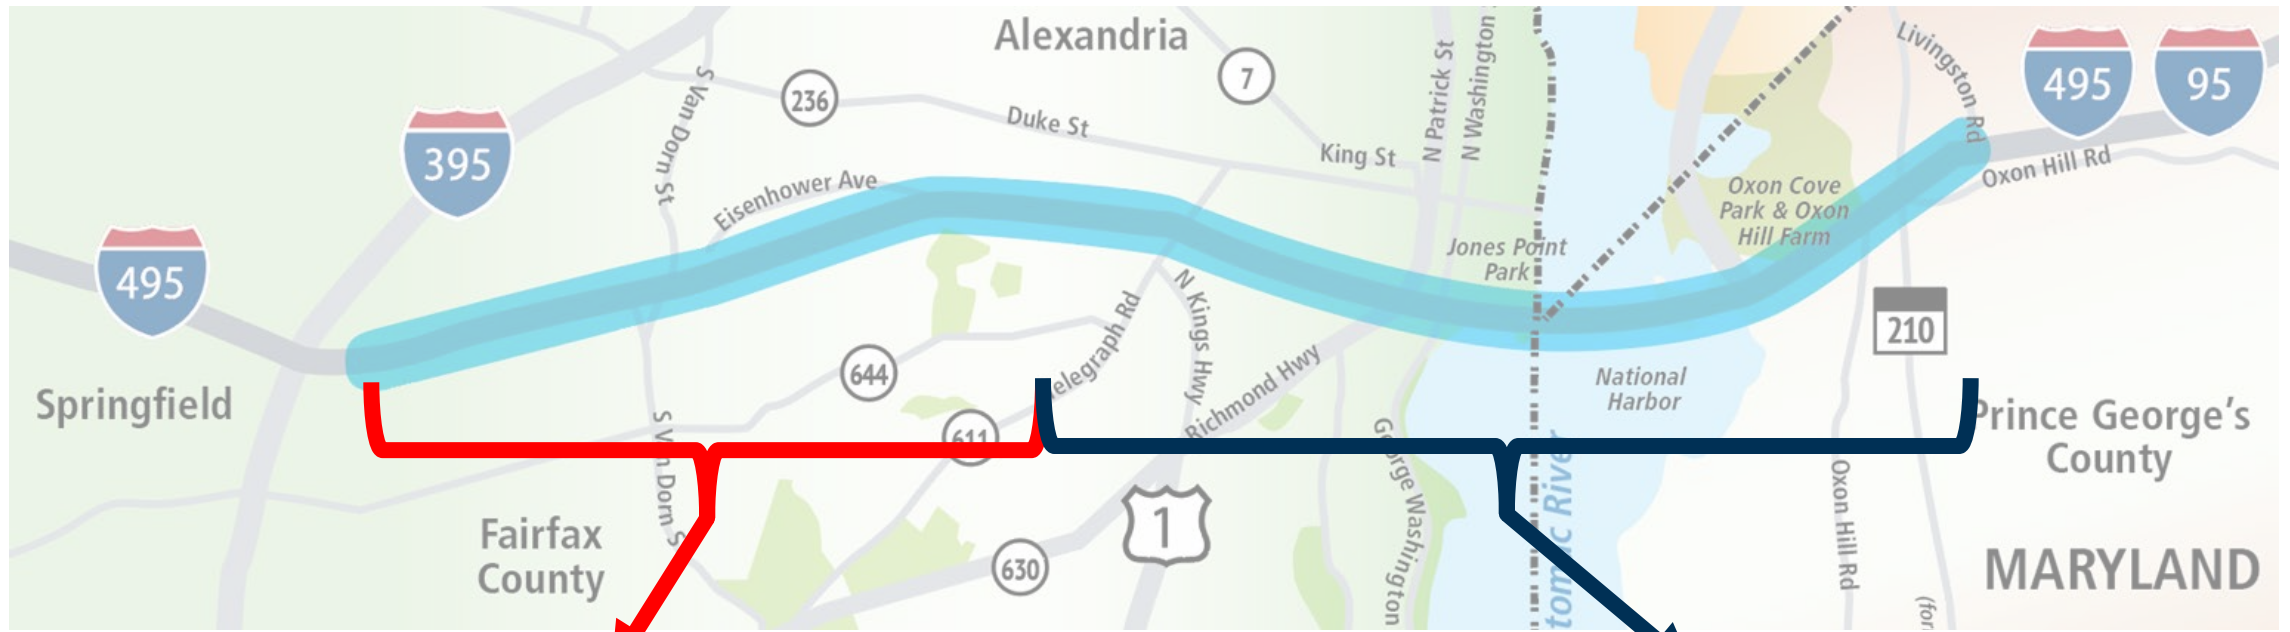 Alexandria
7
236
Duke St
King St
N Patrick St
N Washington
Livingston Rd
495
95
Oxon Hill Rd
395
S Van Dorn St
Eisenhower Ave
Oxon Cove
Park & Oxon
Hill Farm
Jones Point
Park
495
210
Springfield
644
Telegraph Rd
N Kings Hwy
Richmond Hwy
National
Harbor
Prince George's
County
611
S Van Dorn S
George Washington
Oxon Hill Rd
Fairfax
County
1
630
tomic River
MARYLAND
(for